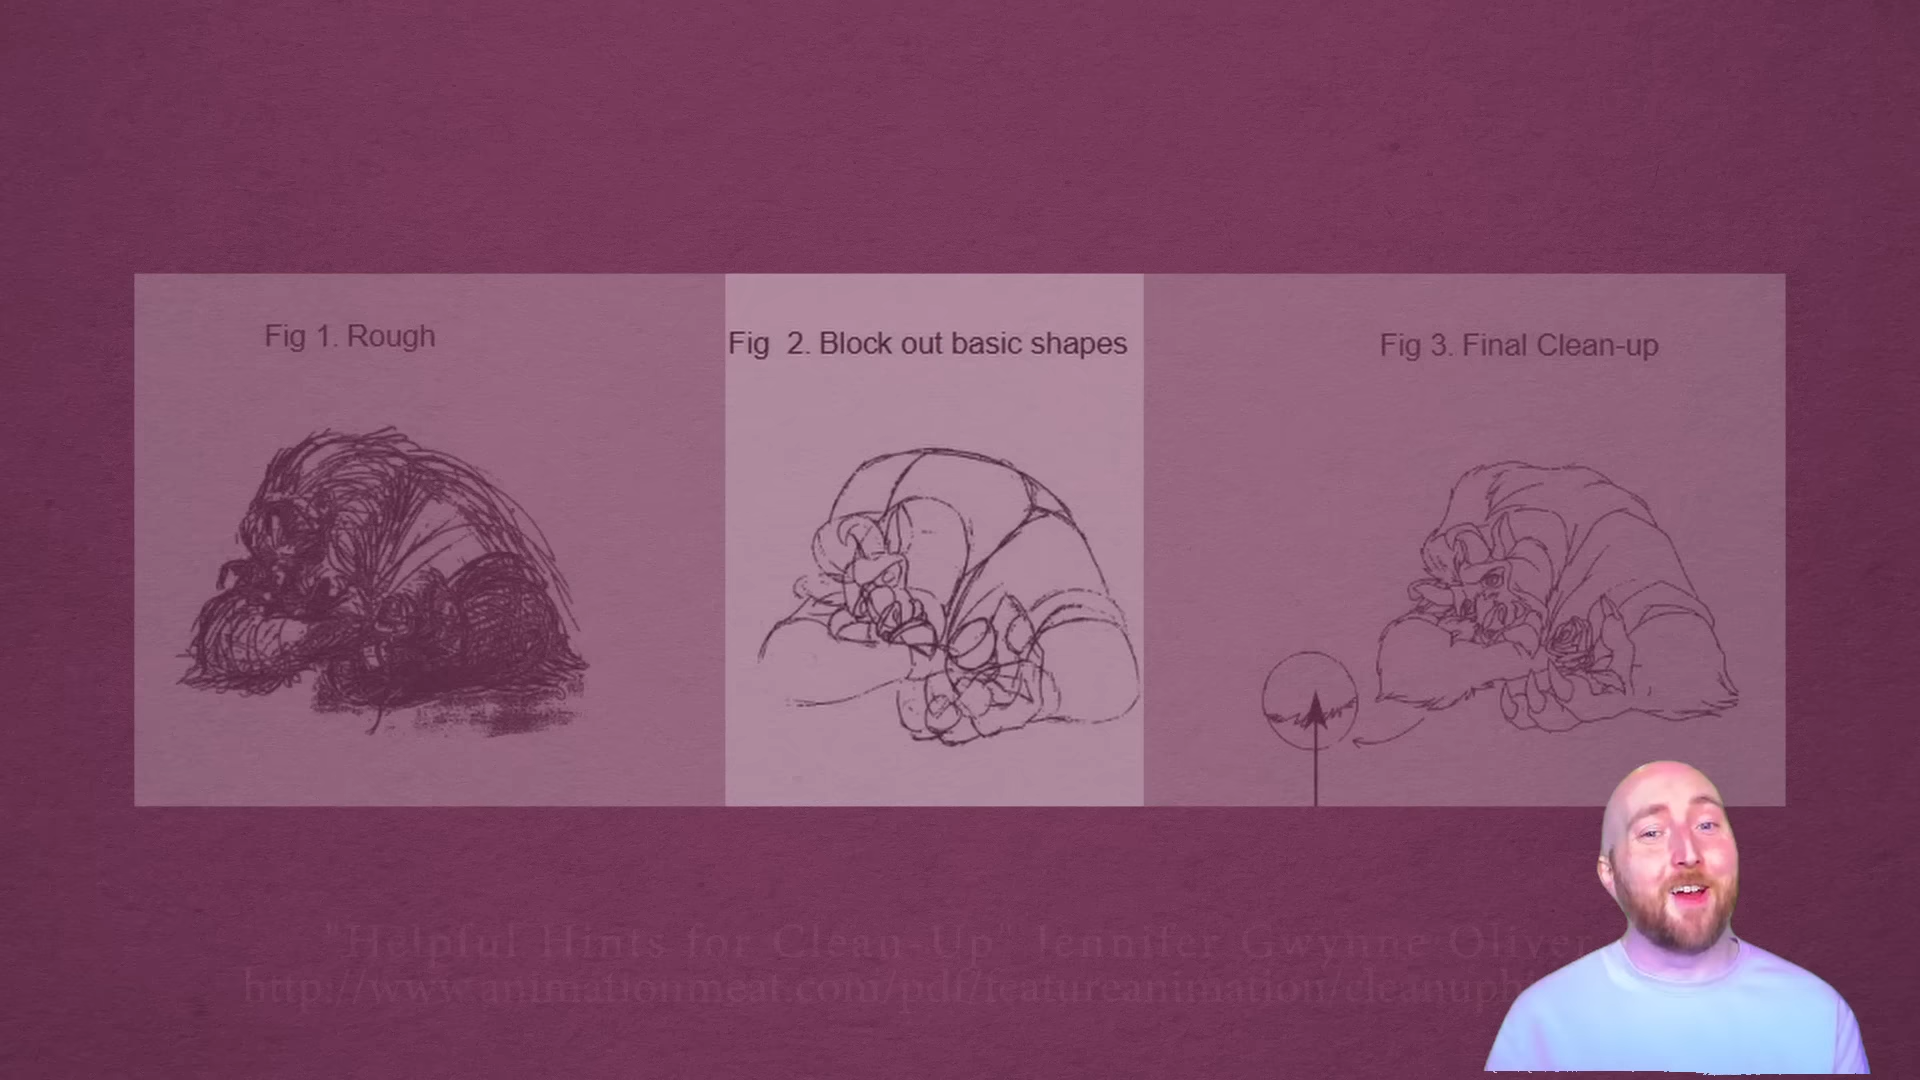 Fig 1. Rough
Fig 2. Block out basic shapes
Fig 3. Final Clean-up
"Helpful Hints for Clean-Up" Jennifer Gwynne Oliver
http://www.animationmeat.com/pdf/featureanimation/cleanuph